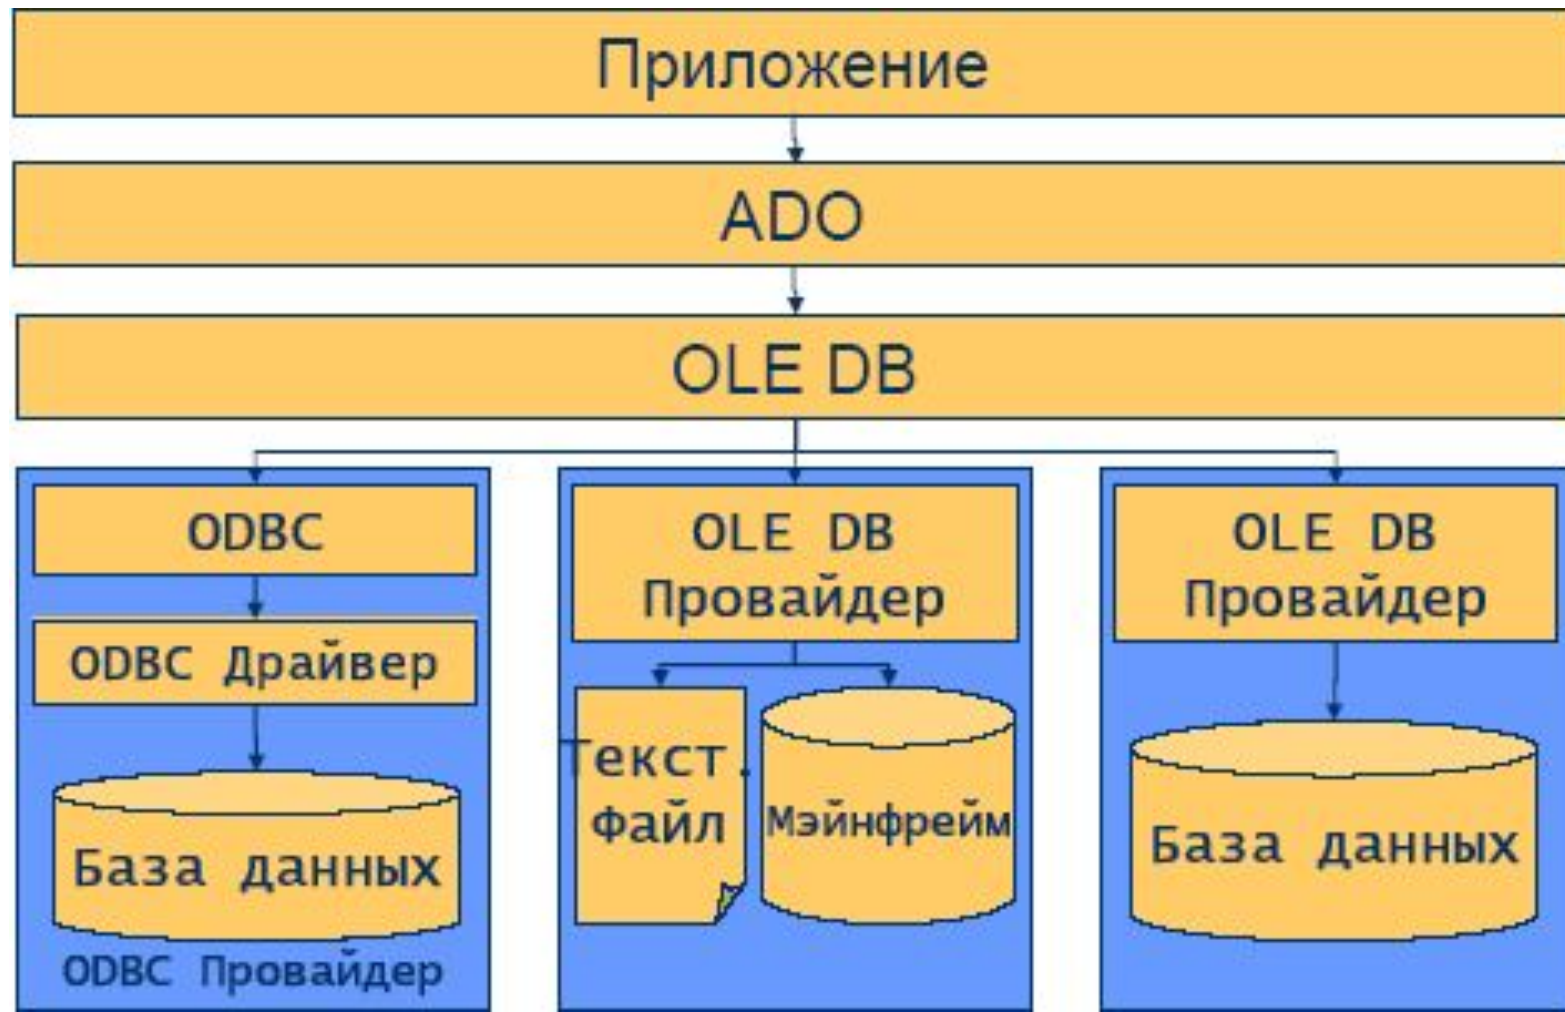 Приложение
ADO
OLE DB
ODBC
ODBC Драйвер
База данных
ODBC Провайдер
OLE DB
Провайдер
Текст.
файл
Мэйнфрейм
OLE DB
Провайдер
База данных